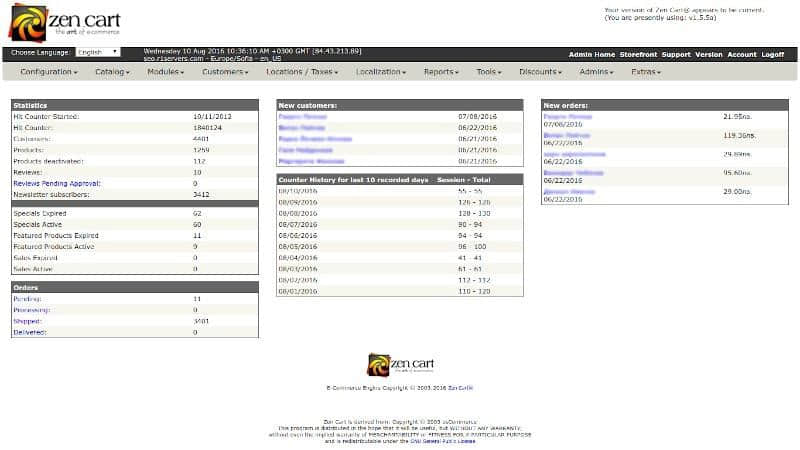 zen cart
the art of e-commerce
Your version of Zen Cart® appears to be current.
(You are presently using: v1.5.5a)
Choose Language: English
Wednesday 10 Aug 2016 10:36:10 AM +0300 GMT [84.43.213.89]
seo.r1servers.com - Europe/Sofia - en_US
Admin Home Storefront Support Version Account Logoff
Configuration Catalog Modules Customers Locations / Taxes Localization Reports Tools Discounts Admins Extras
Statistics
Hit Counter Started: 10/11/2012
Hit Counter: 1840124
Customers: 4401
Products: 1259
Products deactivated: 112
Reviews: 10
Reviews Pending Approval: 0
Newsletter subscribers: 3412
Specials Expired 62
Specials Active 60
Featured Products Expired 11
Featured Products Active 9
Sales Expired 0
Sales Active 0
Orders
Pending: 11
Processing: 0
Shipped: 3401
Delivered: 0
New customers:
07/08/2016
06/22/2016
06/21/2016
06/21/2016
06/21/2016
Counter History for last 10 recorded days Session - Total
08/10/2016 55 - 55
08/09/2016 126 - 126
08/08/2016 128 - 130
08/07/2016 90 - 94
08/06/2016 94 - 94
08/05/2016 96 - 100
08/04/2016 41 - 41
08/03/2016 61 - 61
08/02/2016 112 - 112
08/01/2016 110 - 120
New orders:
21.95лв.
07/08/2016
119.36лв.
06/22/2016
29.89лв.
06/22/2016
95.60лв.
06/22/2016
29.00лв.
06/22/2016
zen cart
the art of e-commerce
E-Commerce Engine Copyright © 2003-2016 Zen Cart®
Zen Cart is derived from: Copyright © 2003 osCommerce
This program is distributed in the hope that it will be useful, but WITHOUT ANY WARRANTY;
without even the implied warranty of MERCHANTABILITY or FITNESS FOR A PARTICULAR PURPOSE
and is redistributable under the GNU General Public License